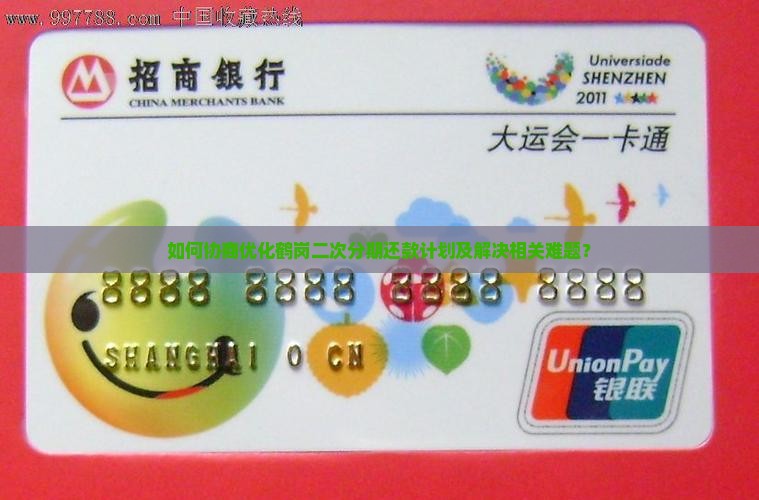 www.997788.com 中国收藏热线
招商银行
CHINA MERCHANTS BANK
Universiade
SHENZHEN
2011
大运会一卡通
如何协商优化鹤岗二次分期还款计划及解决相关难题？
8888 8888 8888 8888
SHANGHAI 0 CN
UnionPay
银联